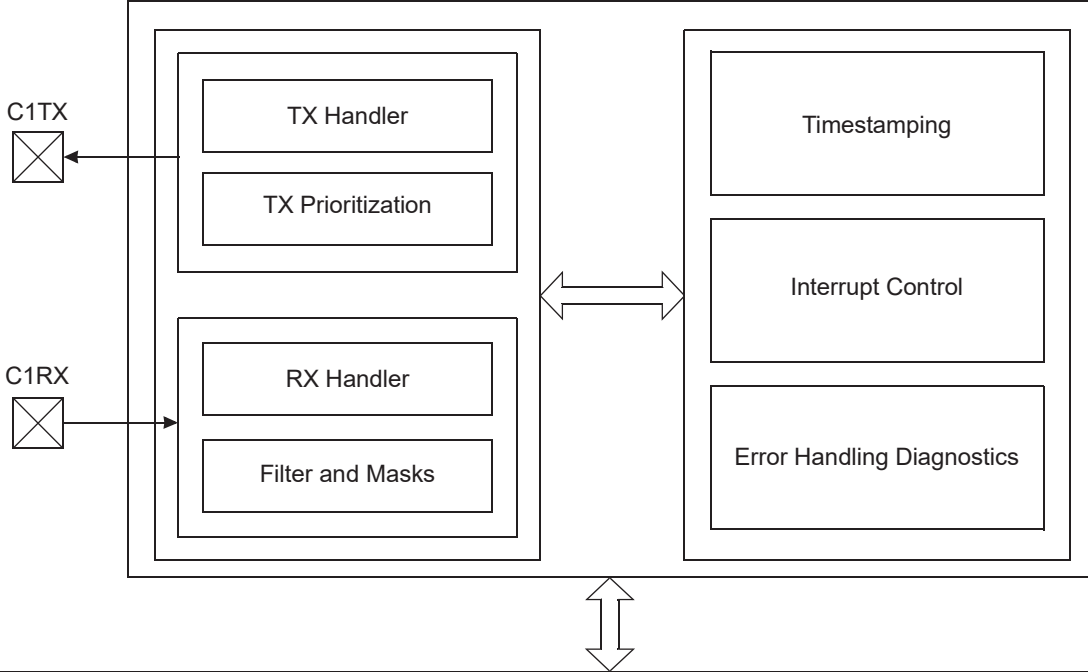 C1TX
TX Handler
TX Prioritization
C1RX
RX Handler
Filter and Masks
Timestamping
Interrupt Control
Error Handling Diagnostics